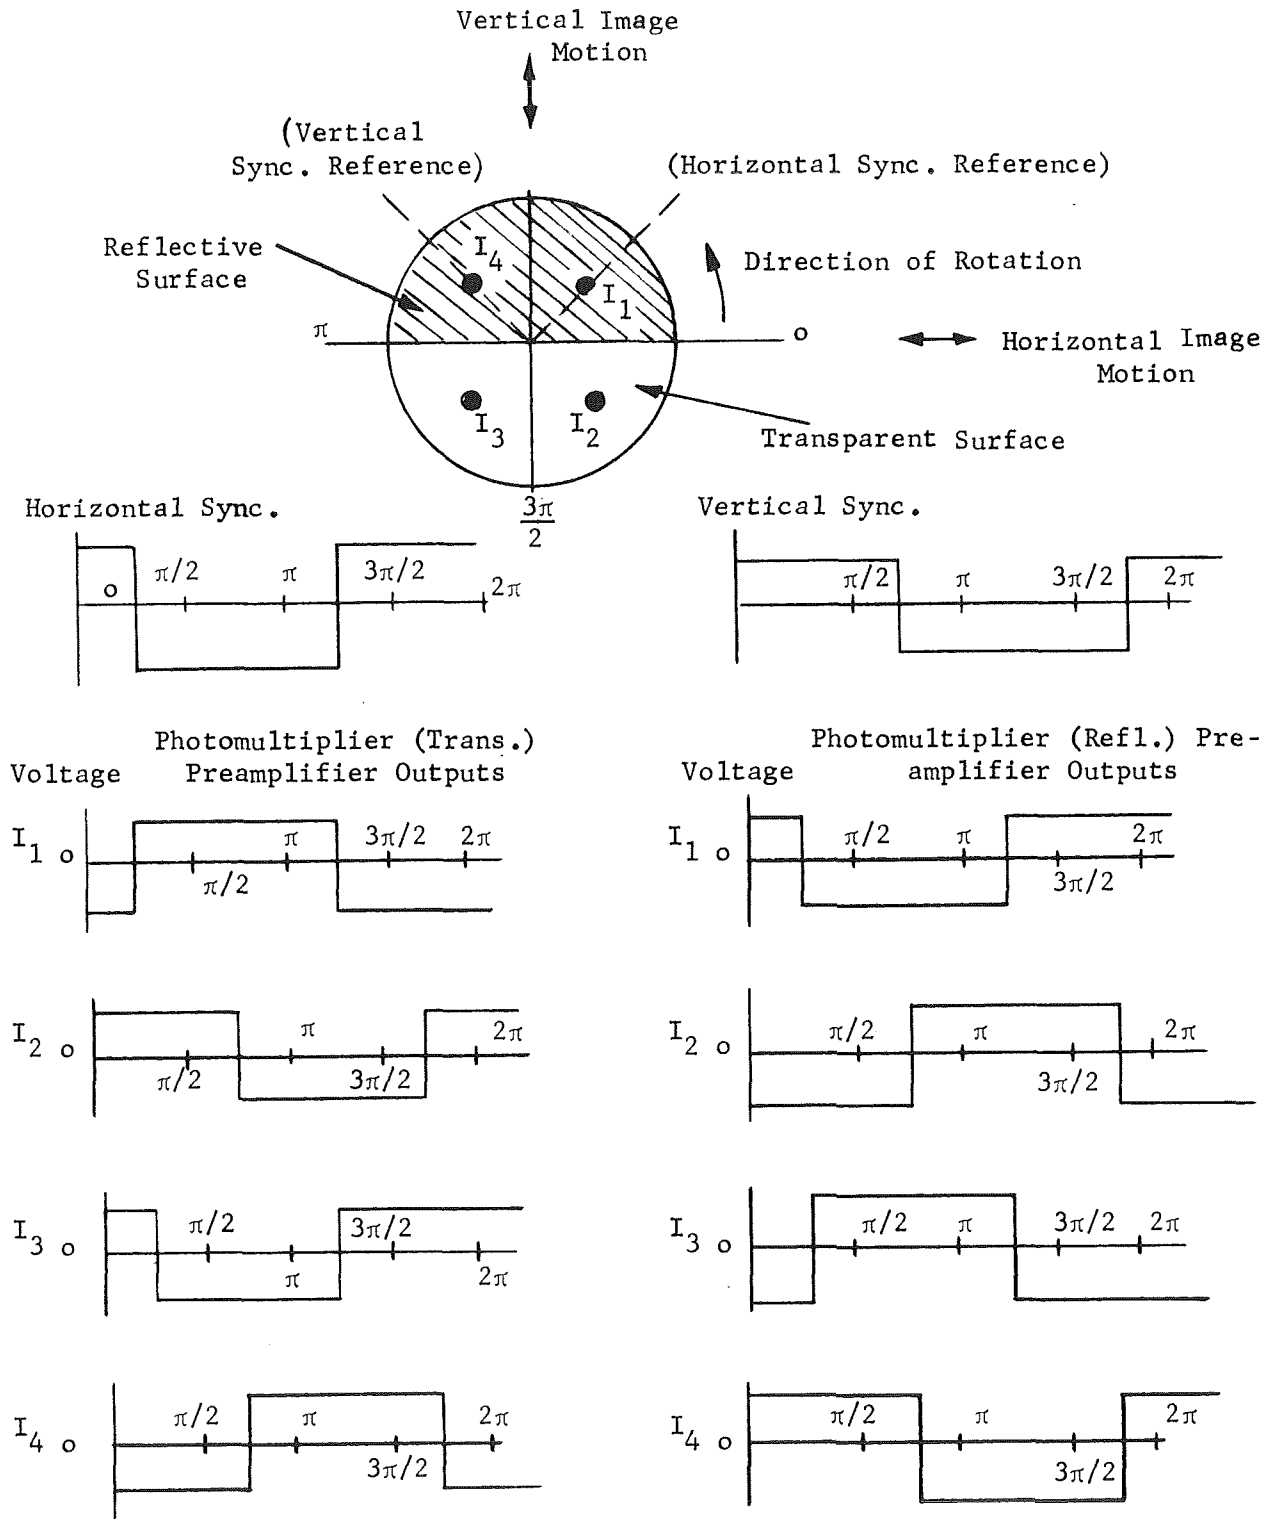 Vertical Image
Motion
(Vertical
Sync. Reference)
(Horizontal Sync. Reference)
Reflective
Surface
I4
I1
Direction of Rotation
π
o
Horizontal Image
Motion
I3
I2
Transparent Surface
3π
2
Horizontal Sync.
o
π/2
π
3π/2
2π
Vertical Sync.
π/2
π
3π/2
2π
Photomultiplier (Trans.)
Preamplifier Outputs
Voltage
Photomultiplier (Refl.) Pre-
amplifier Outputs
Voltage
I1 o
π/2
π
3π/2
2π
I1 o
π/2
π
3π/2
2π
I2 o
π/2
π
3π/2
2π
I2 o
π/2
π
3π/2
2π
I3 o
π/2
π
3π/2
2π
I3 o
π/2
π
3π/2
2π
I4 o
π/2
π
3π/2
2π
I4 o
π/2
π
3π/2
2π